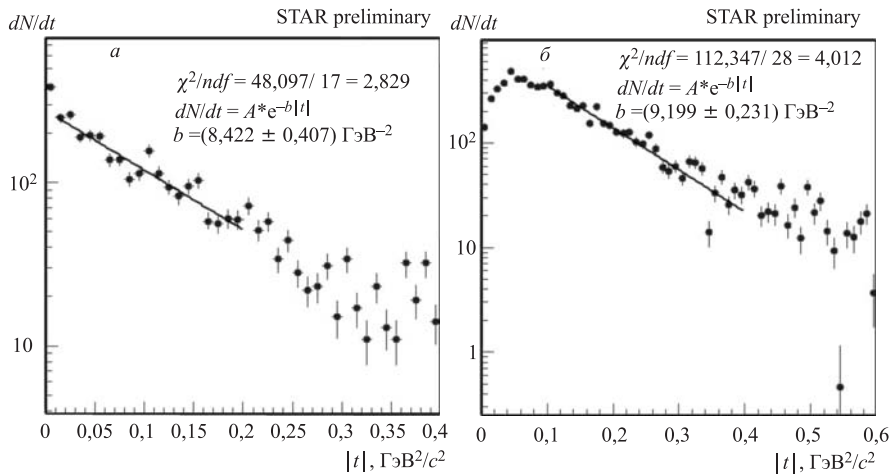 dN/dt
STAR preliminary
а
χ²/ndf = 48,097/ 17 = 2,829
dN/dt = A*e^–b|t|
b =(8,422 ± 0,407) ГэВ^–2
10²
10
0
0,05
0,1
0,15
0,2
0,25
0,3
0,35
0,4
|t|, ГэВ²/c²
dN/dt
STAR preliminary
б
χ²/ndf = 112,347/ 28 = 4,012
dN/dt = A*e^–b|t|
b = (9,199 ± 0,231) ГэВ^–2
10³
10²
10
1
0
0,1
0,2
0,3
0,4
0,5
0,6
|t|, ГэВ²/c²